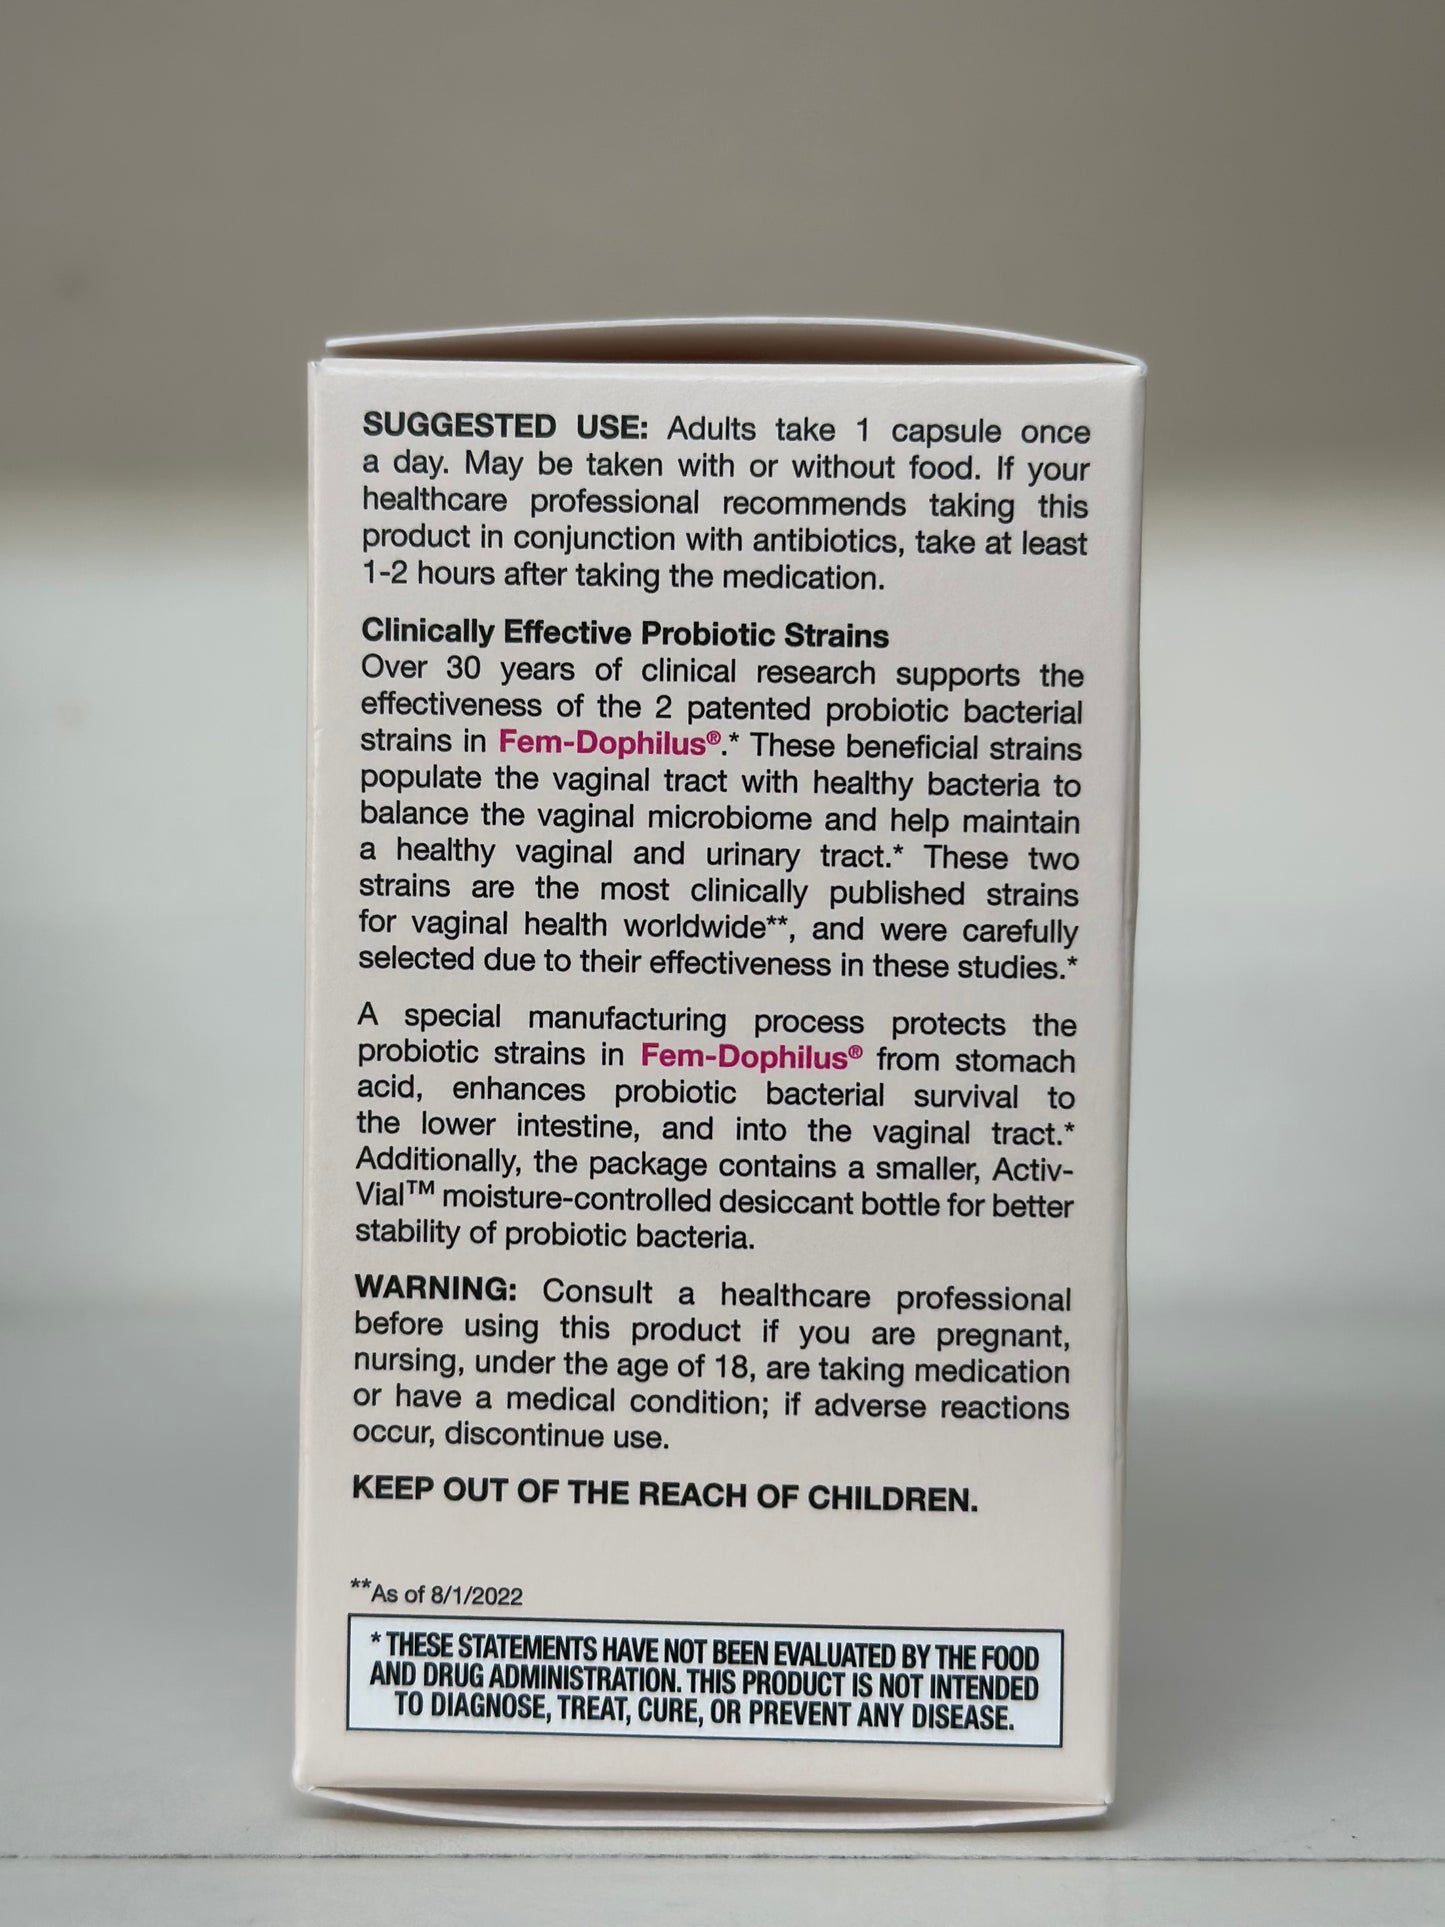 SUGGESTED USE: Adults take 1 capsule once
a day. May be taken with or without food. If your
healthcare professional recommends taking this
product in conjunction with antibiotics, take at least
1-2 hours after taking the medication.
Clinically Effective Probiotic Strains
Over 30 years of clinical research supports the
effectiveness of the 2 patented probiotic bacterial
strains in Fem-Dophilus®.* These beneficial strains
populate the vaginal tract with healthy bacteria to
balance the vaginal microbiome and help maintain
a healthy vaginal and urinary tract.* These two
strains are the most clinically published strains
for vaginal health worldwide**, and were carefully
selected due to their effectiveness in these studies.*
A special manufacturing process protects the
probiotic strains in Fem-Dophilus® from stomach
acid, enhances probiotic bacterial survival to
the lower intestine, and into the vaginal tract.*
Additionally, the package contains a smaller, Activ-
Vial™ moisture-controlled desiccant bottle for better
stability of probiotic bacteria.
WARNING: Consult a healthcare professional
before using this product if you are pregnant,
nursing, under the age of 18, are taking medication
or have a medical condition; if adverse reactions
occur, discontinue use.
KEEP OUT OF THE REACH OF CHILDREN.
**As of 8/1/2022
* THESE STATEMENTS HAVE NOT BEEN EVALUATED BY THE FOOD
AND DRUG ADMINISTRATION. THIS PRODUCT IS NOT INTENDED
TO DIAGNOSE, TREAT, CURE, OR PREVENT ANY DISEASE.